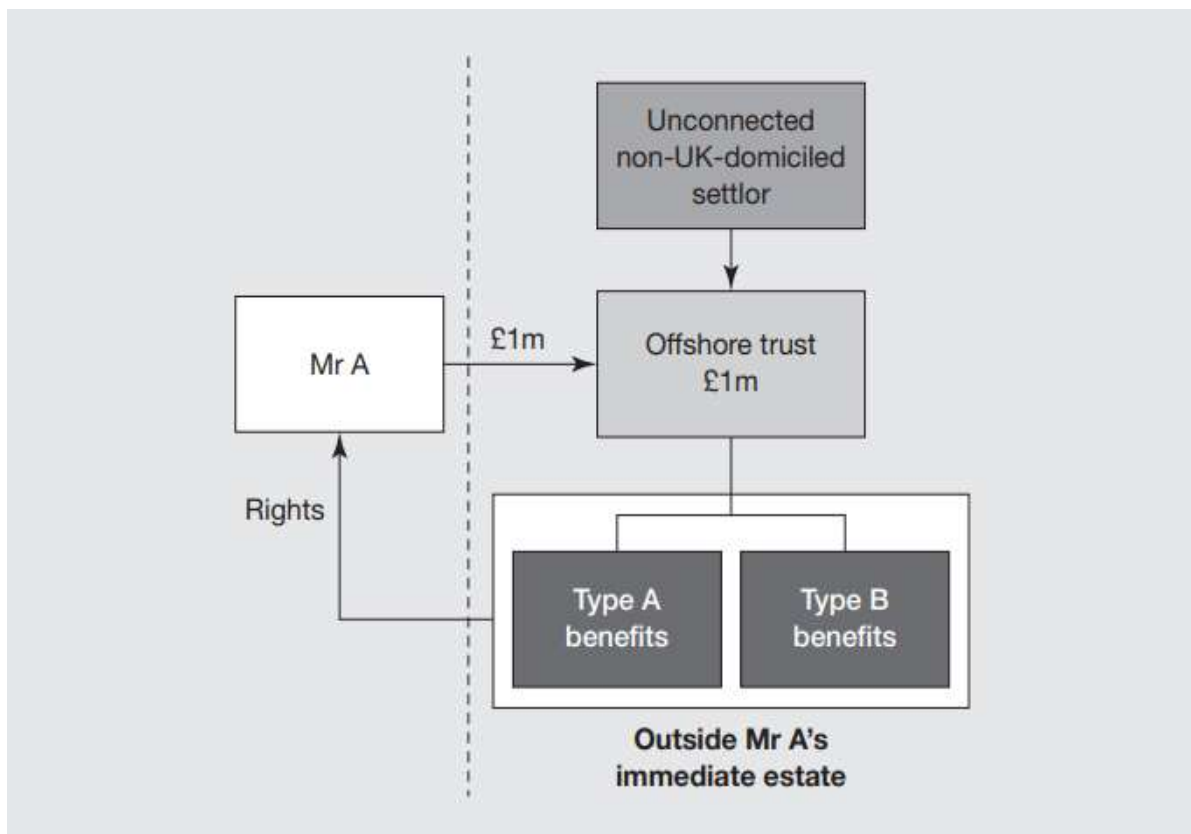 Unconnected
non-UK-domiciled
settlor
Mr A
£1m
Offshore trust
£1m
Rights
Type A
benefits
Type B
benefits
Outside Mr A's
immediate estate